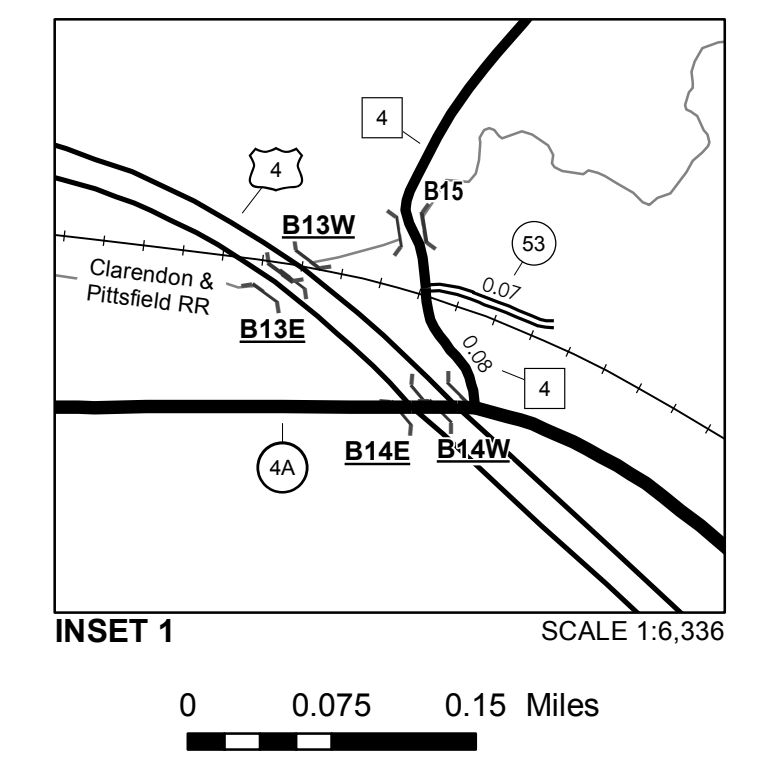 4
4
B15
B13W
53
0.07
Clarendon &
Pittsfield RR
B13E
0.08
4
B14E
B14W
4A
INSET 1
SCALE 1:6,336
0 0.075 0.15 Miles